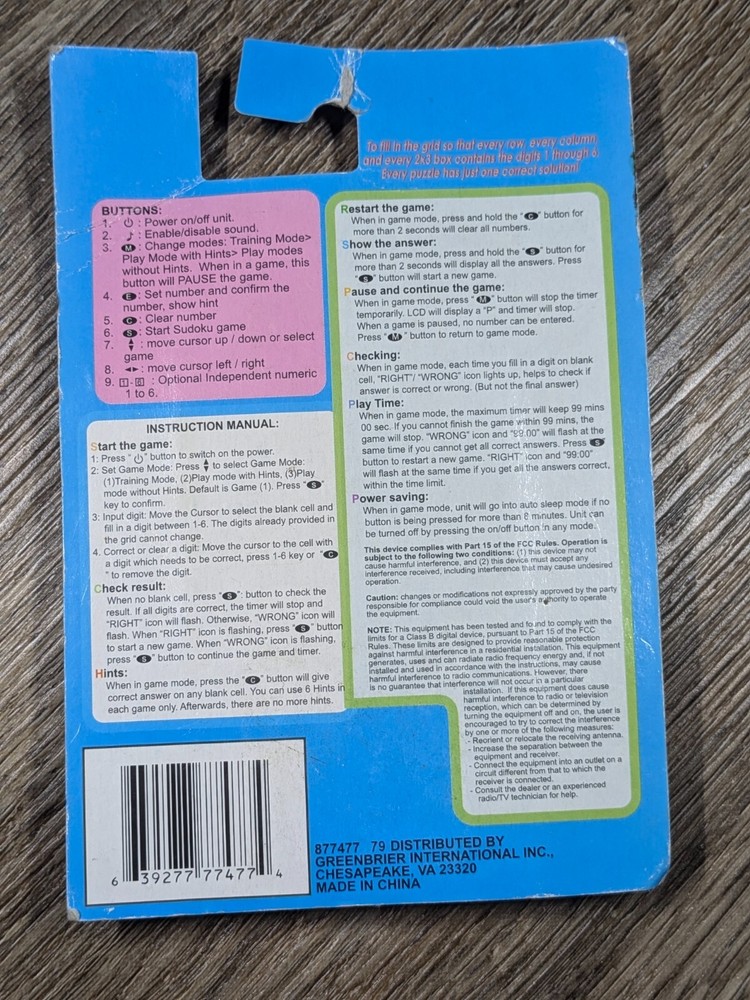 To fill in the grid so that every row, every column,
and every 2x3 box contains the digits 1 through 6.
Every puzzle has just one correct solution!
BUTTONS:
1. ⏻ : Power on/off unit.
2. ♪ : Enable/disable sound.
3. M : Change modes: Training Mode>
Play Mode with Hints> Play modes
without Hints. When in a game, this
button will PAUSE the game.
4. E : Set number and confirm the
number, show hint
5. C : Clear number
6. S : Start Sudoku game
7. ▲▼ : move cursor up / down or select
game
8. ◄► : move cursor left / right
9. 1 - 6 : Optional Independent numeric
1 to 6.
INSTRUCTION MANUAL:
Start the game:
1: Press "⏻" button to switch on the power.
2: Set Game Mode: Press ▲▼ to select Game Mode:
(1)Training Mode, (2)Play mode with Hints, (3)Play
mode without Hints. Default is Game (1). Press "S"
key to confirm.
3: Input digit: Move the Cursor to select the blank cell and
fill in a digit between 1-6. The digits already provided in
the grid cannot change.
4. Correct or clear a digit: Move the cursor to the cell with
a digit which needs to be correct, press 1-6 key or "C
" to remove the digit.
Check result:
When no blank cell, press "S": button to check the
result. If all digits are correct, the timer will stop and
"RIGHT" icon will flash. Otherwise, "WRONG" icon will
flash. When "RIGHT" icon is flashing, press "S" button
to start a new game. When "WRONG" icon is flashing,
press "S" button to continue the game and timer.
Hints:
When in game mode, press the "C" button will give
correct answer on any blank cell. You can use 6 Hints in
each game only. Afterwards, there are no more hints.
Restart the game:
When in game mode, press and hold the "C" button for
more than 2 seconds will clear all numbers.
Show the answer:
When in game mode, press and hold the "S" button for
more than 2 seconds will display all the answers. Press
"S" button will start a new game.
Pause and continue the game:
When in game mode, press "M" button will stop the timer
temporarily. LCD will display a "P" and timer will stop.
When a game is paused, no number can be entered.
Press "M" button to return to game mode.
Checking:
When in game mode, each time you fill in a digit on blank
cell, "RIGHT"/ "WRONG" icon lights up, helps to check if
answer is correct or wrong. (But not the final answer)
Play Time:
When in game mode, the maximum timer will keep 99 mins
00 sec. If you cannot finish the game within 99 mins, the
game will stop. "WRONG" icon and "99:00" will flash at the
same time if you cannot get all correct answers. Press "S"
button to restart a new game. "RIGHT" icon and "99:00"
will flash at the same time if you get all the answers correct,
within the time limit.
Power saving:
When in game mode, unit will go into auto sleep mode if no
button is being pressed for more than 8 minutes. Unit can
be turned off by pressing the on/off button in any mode.
This device complies with Part 15 of the FCC Rules. Operation is
subject to the following two conditions: (1) this device may not
cause harmful interference, and (2) this device must accept any
interference received, including interference that may cause undesired
operation.
Caution: changes or modifications not expressly approved by the party
responsible for compliance could void the user's authority to operate
the equipment.
NOTE: This equipment has been tested and found to comply with the
limits for a Class B digital device, pursuant to Part 15 of the FCC
Rules. These limits are designed to provide reasonable protection
against harmful interference in a residential installation. This equipment
generates, uses and can radiate radio frequency energy and, if not
installed and used in accordance with the instructions, may cause
harmful interference to radio communications. However, there
is no guarantee that interference will not occur in a particular
installation. If this equipment does cause
harmful interference to radio or television
reception, which can be determined by
turning the equipment off and on, the user is
encouraged to try to correct the interference
by one or more of the following measures:
- Reorient or relocate the receiving antenna.
- Increase the separation between the
equipment and receiver.
- Connect the equipment into an outlet on a
circuit different from that to which the
receiver is connected.
- Consult the dealer or an experienced
radio/TV technician for help.
6 39277 77477 4
877477 79 DISTRIBUTED BY
GREENBRIER INTERNATIONAL INC.,
CHESAPEAKE, VA 23320
MADE IN CHINA